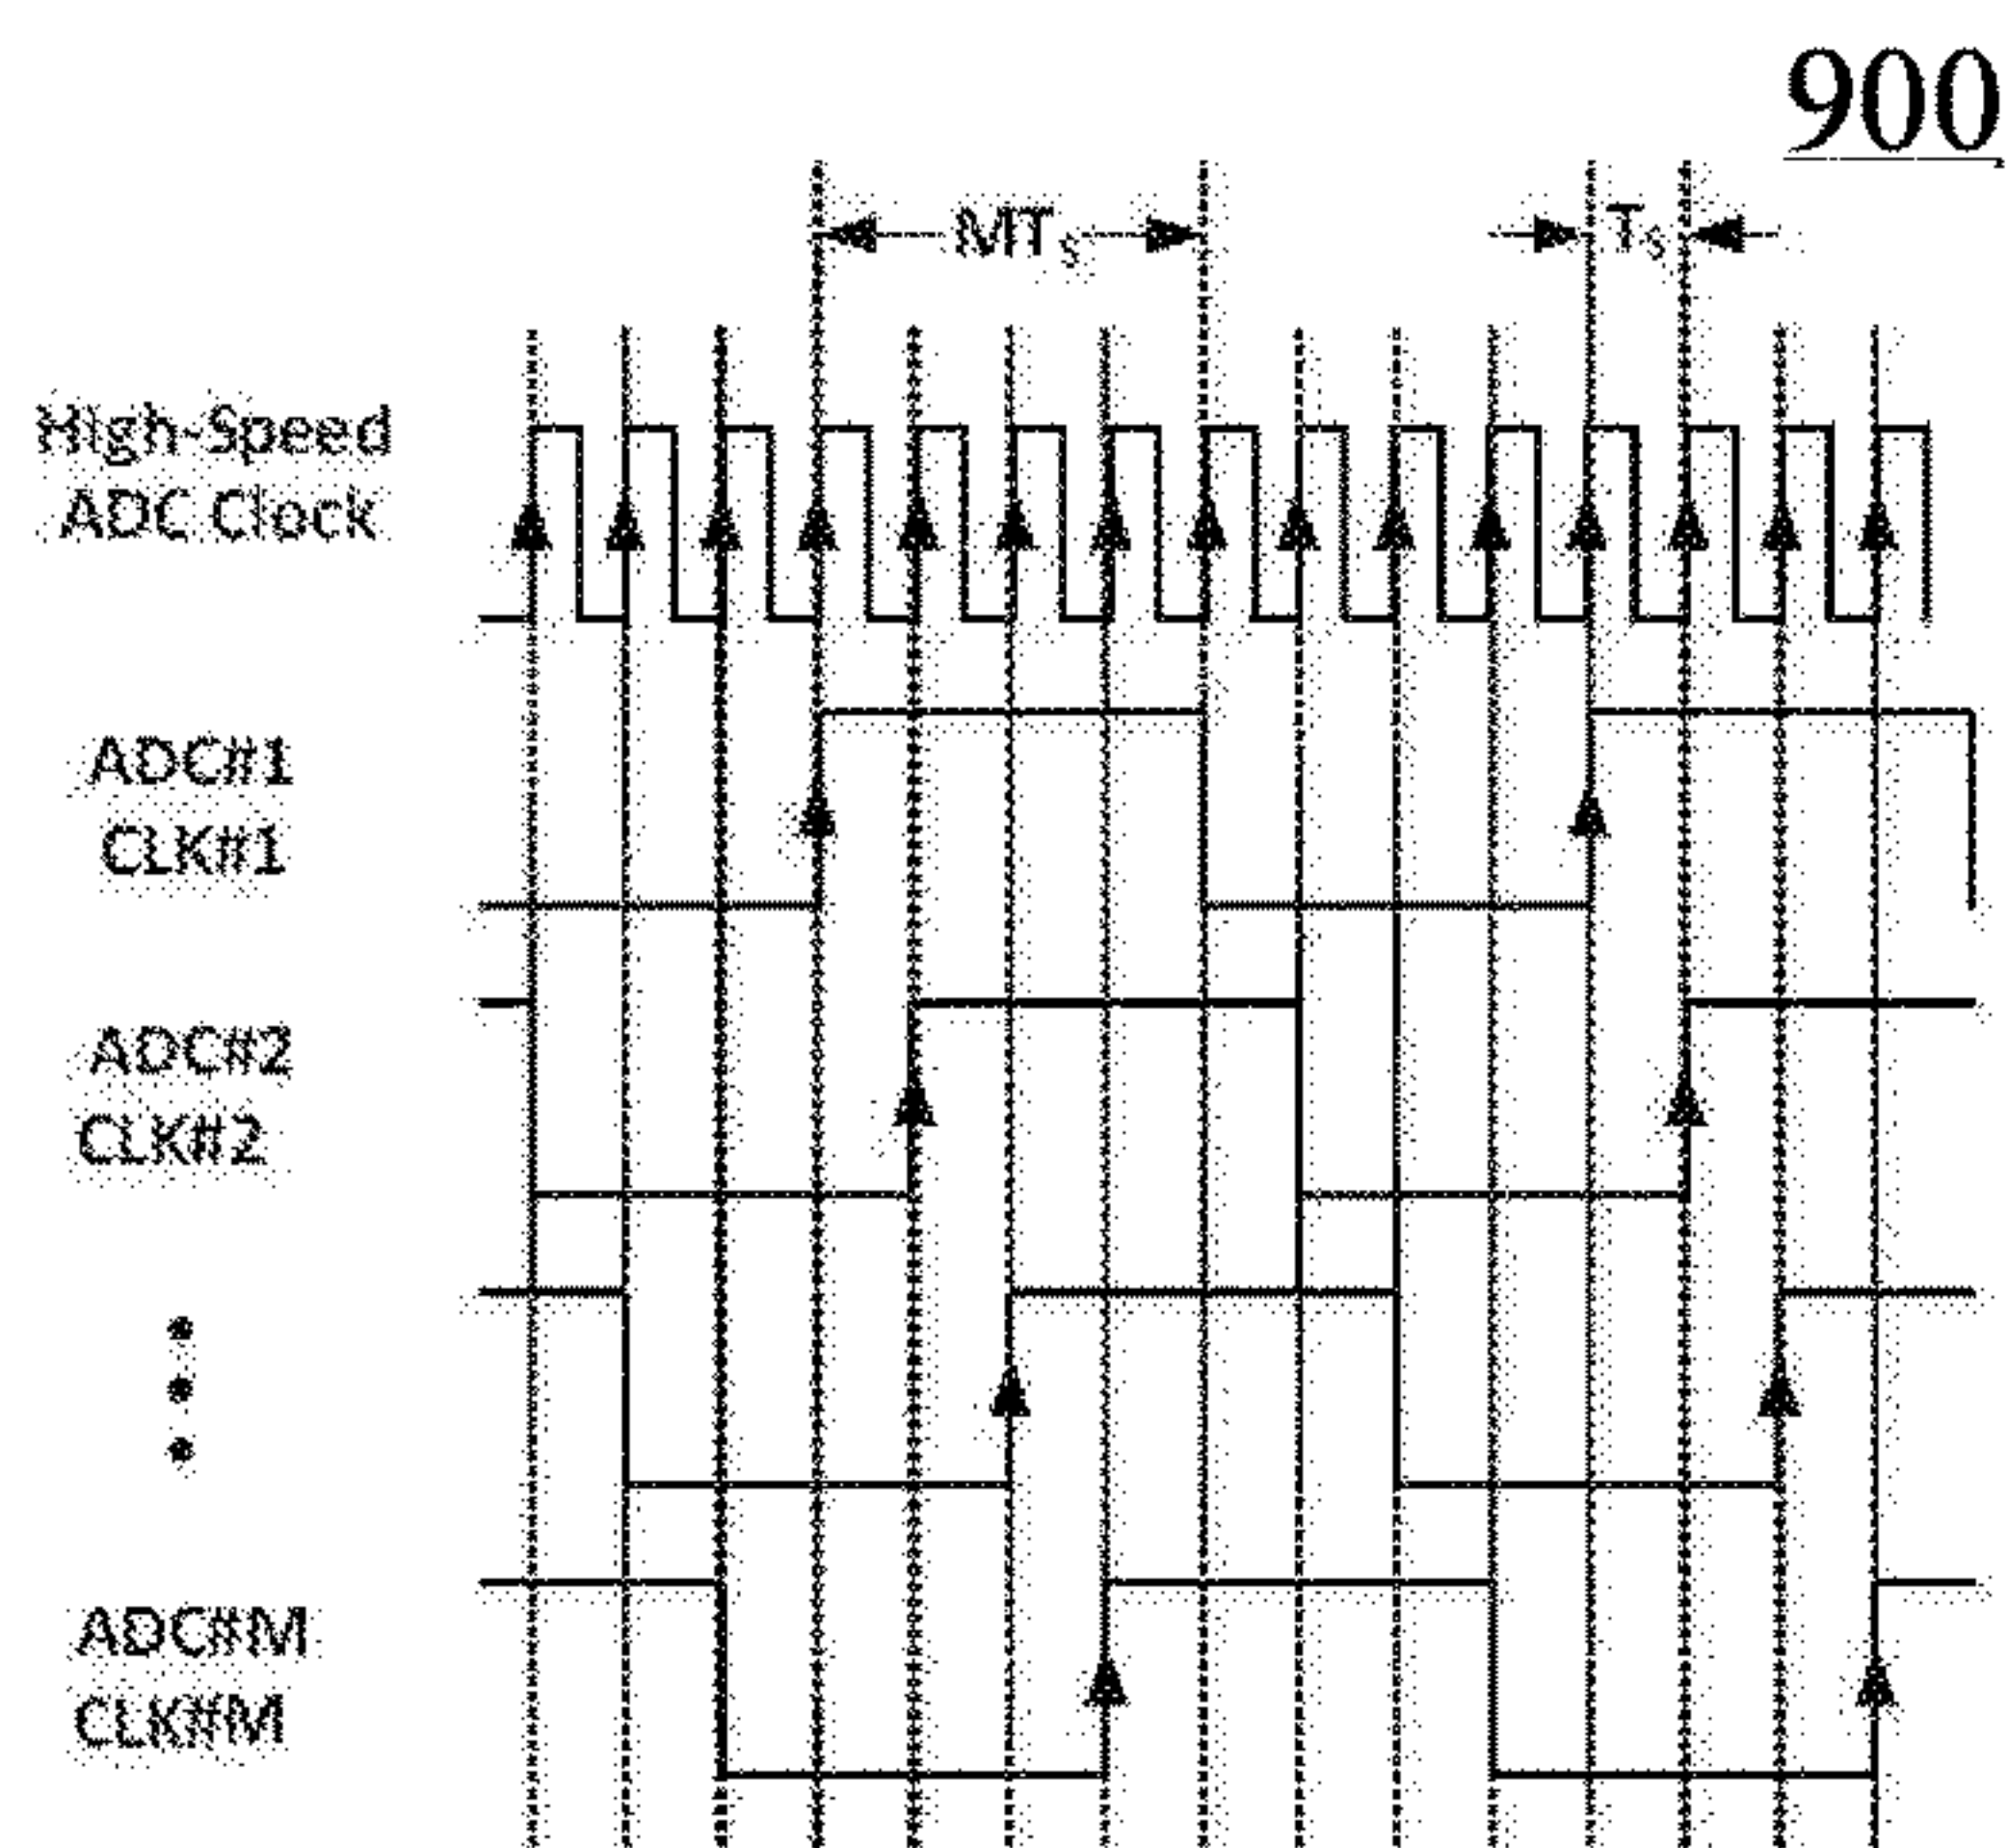 900
MTS
TS
High-Speed
ADC Clock
ADC#1
CLK#1
ADC#2
CLK#2
ADC#M
CLK#M